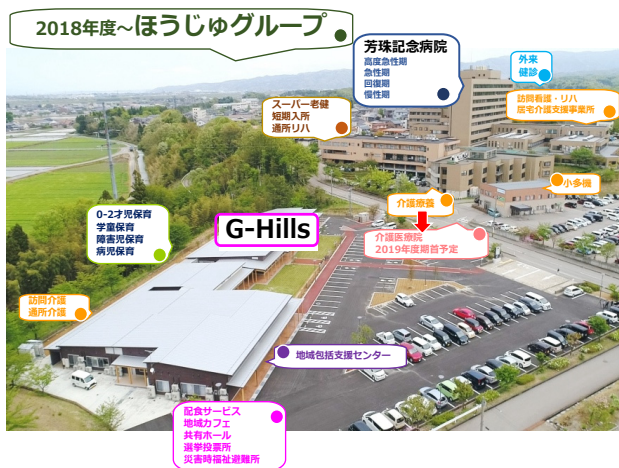 2018年度～ほうじゅグループ
芳珠記念病院
高度急性期
急性期
回復期
慢性期
外来
健診
訪問看護・リハ
居宅介護支援事業所
スーパー老健
短期入所
通所リハ
小多機
介護療養
介護医療院
2019年度期首予定
0-2才児保育
学童保育
障害児保育
病児保育
G-Hills
訪問介護
通所介護
地域包括支援センター
配食サービス
地域カフェ
共有ホール
選挙投票所
災害時福祉避難所